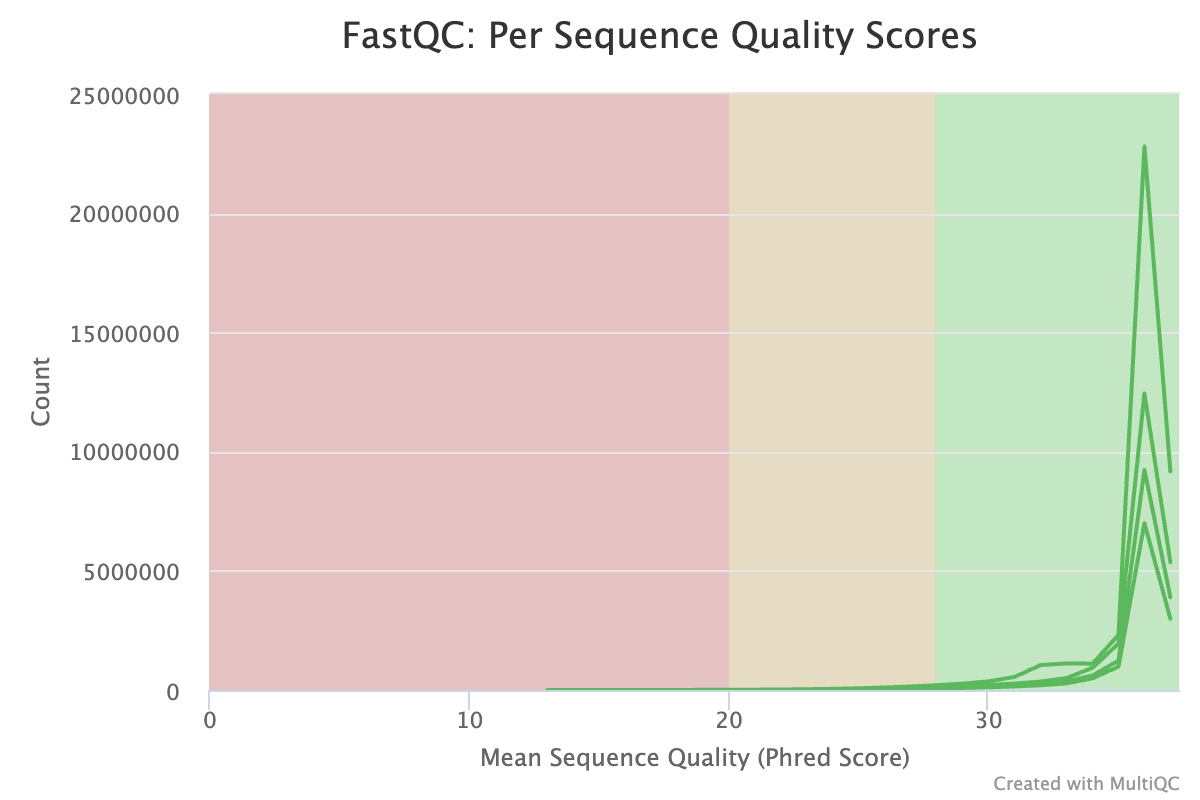 FastQC: Per Sequence Quality Scores
25000000
20000000
15000000
10000000
5000000
0
Count
0 10 20 30
Mean Sequence Quality (Phred Score)
Created with MultiQC